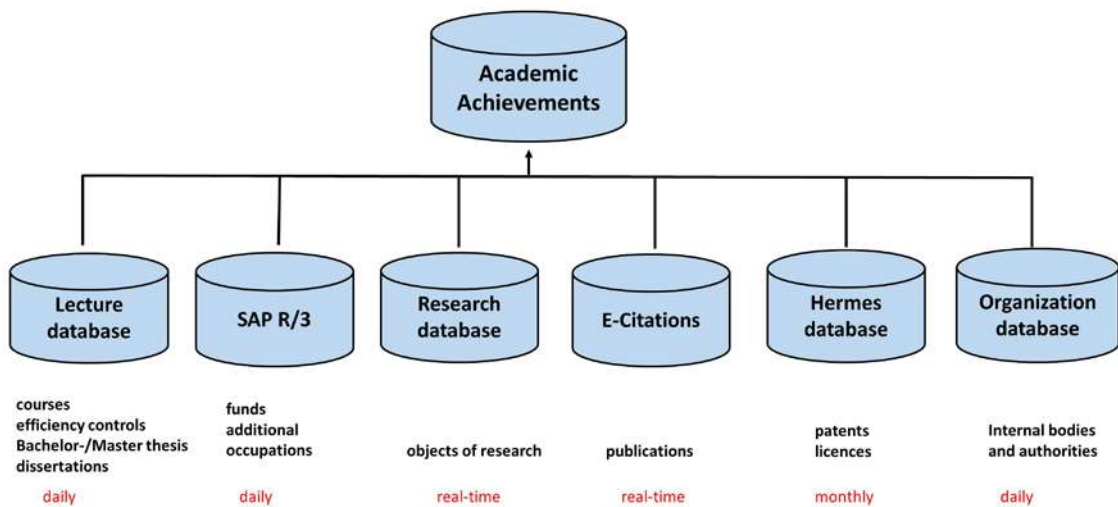 Academic
Achievements
Lecture
database
SAP R/3
Research
database
E-Citations
Hermes
database
Organization
database
courses
efficiency controls
Bachelor-/Master thesis
dissertations
funds
additional
occupations
objects of research
publications
patents
licences
Internal bodies
and authorities
daily
daily
real-time
real-time
monthly
daily